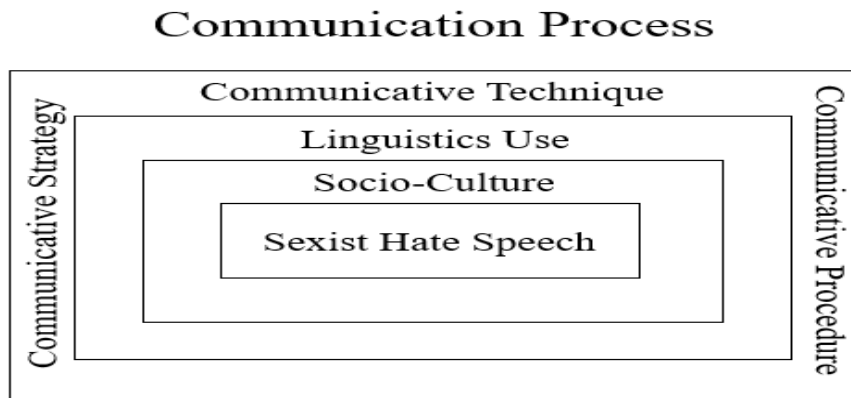 Communication Process
Communicative Technique
Communicative Strategy
Linguistics Use
Socio-Culture
Sexist Hate Speech
Communicative Procedure